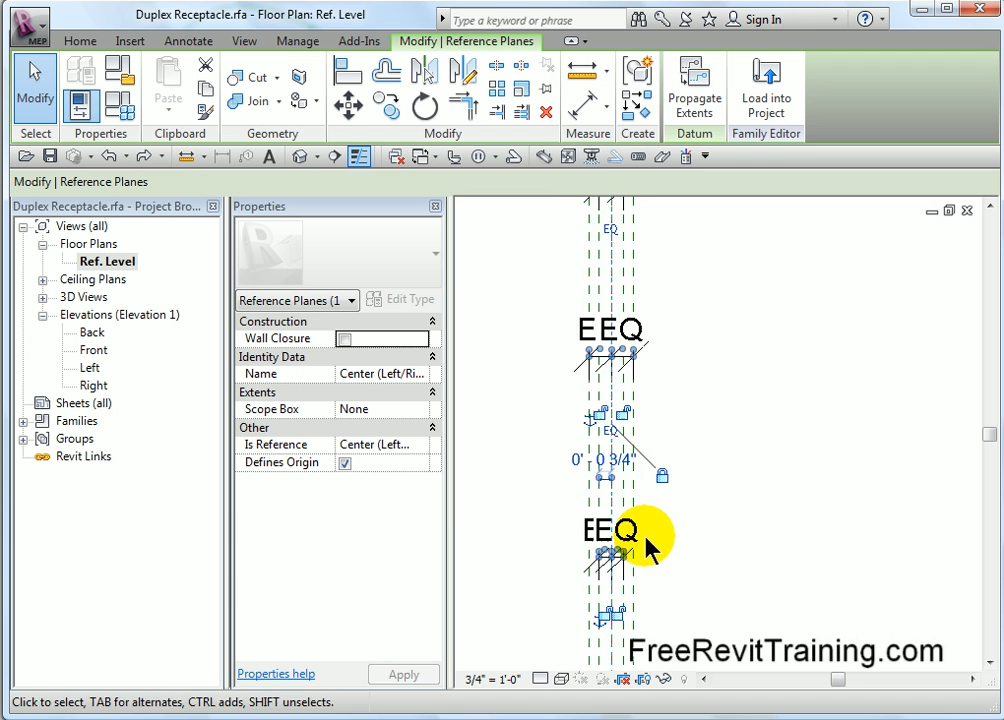 Duplex Receptacle.rfa - Floor Plan: Ref. Level
Type a keyword or phrase
Sign In
MEP
Home
Insert
Annotate
View
Manage
Add-Ins
Modify | Reference Planes
Modify
Paste
Cut
Join
Propagate
Extents
Load into
Project
Select
Properties
Clipboard
Geometry
Modify
Measure
Create
Datum
Family Editor
Modify | Reference Planes
Duplex Receptacle.rfa - Project Bro...
Views (all)
Floor Plans
Ref. Level
Ceiling Plans
3D Views
Elevations (Elevation 1)
Back
Front
Left
Right
Sheets (all)
Families
Groups
Revit Links
Properties
Reference Planes (1
Edit Type
Construction
Wall Closure
Identity Data
Name
Center (Left/Ri...
Extents
Scope Box
None
Other
Is Reference
Center (Left...
Defines Origin
Properties help
Apply
EQ
EEQ
EQ
0' - 0 3/4"
EEQ
FreeRevitTraining.com
3/4" = 1'-0"
Click to select, TAB for alternates, CTRL adds, SHIFT unselects.